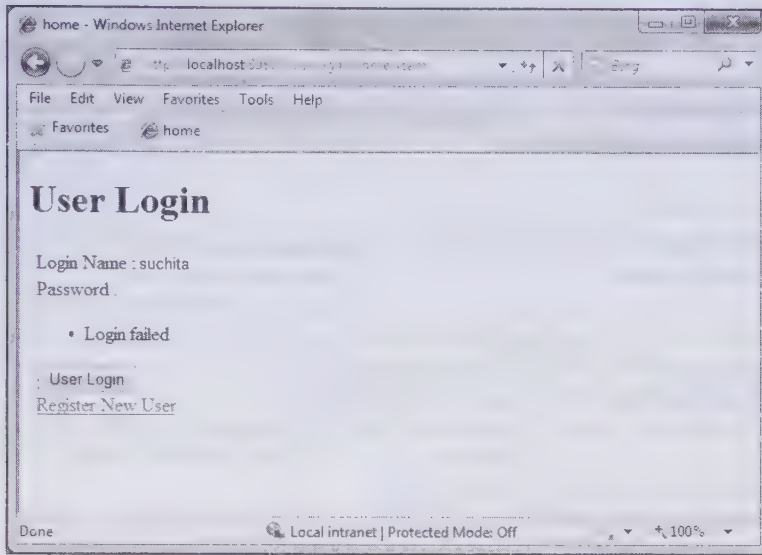 home - Windows Internet Explorer
localhost
Bing
File Edit View Favorites Tools Help
Favorites home
User Login
Login Name : suchita
Password
• Login failed
User Login
Register New User
Done Local intranet | Protected Mode: Off 100%